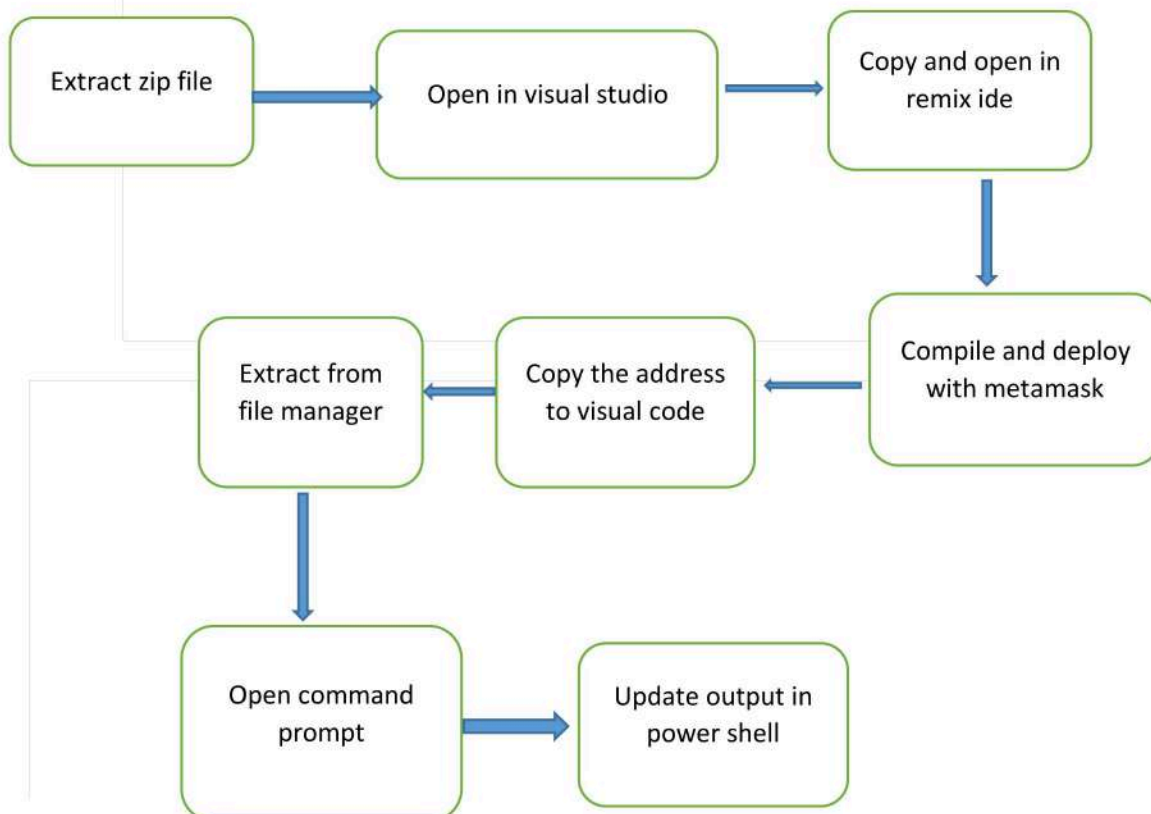 Extract zip file
Open in visual studio
Copy and open in
remix ide
Compile and deploy
with metamask
Copy the address
to visual code
Extract from
file manager
Open command
prompt
Update output in
power shell